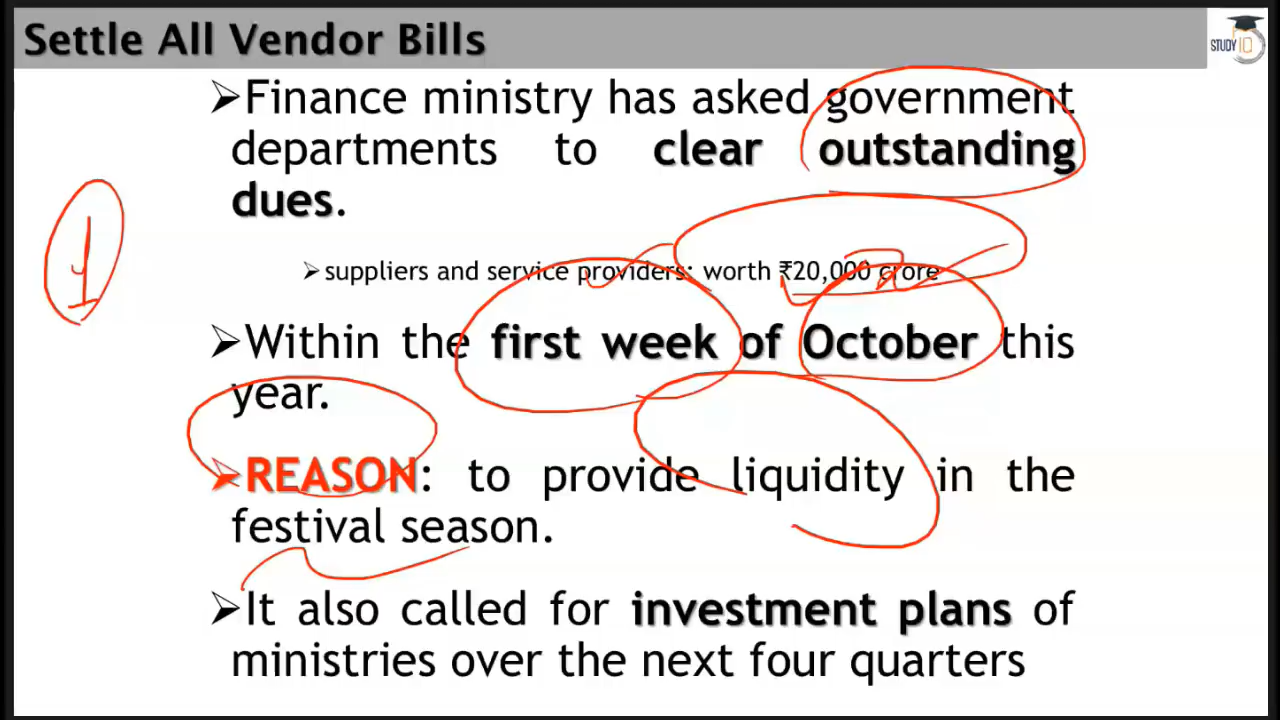 Settle All Vendor Bills
STUDY IQ
➢Finance ministry has asked government
departments to clear outstanding
dues.
➢suppliers and service providers: worth ₹20,000 crore
1
➢Within the first week of October this
year.
➢REASON: to provide liquidity in the
festival season.
➢It also called for investment plans of
ministries over the next four quarters